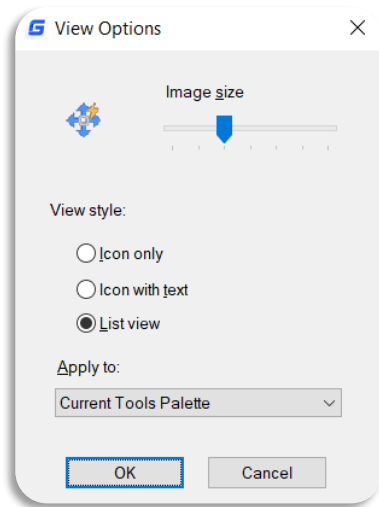 View Options
Image size
View style:
Icon only
Icon with text
List view
Apply to:
Current Tools Palette
OK
Cancel